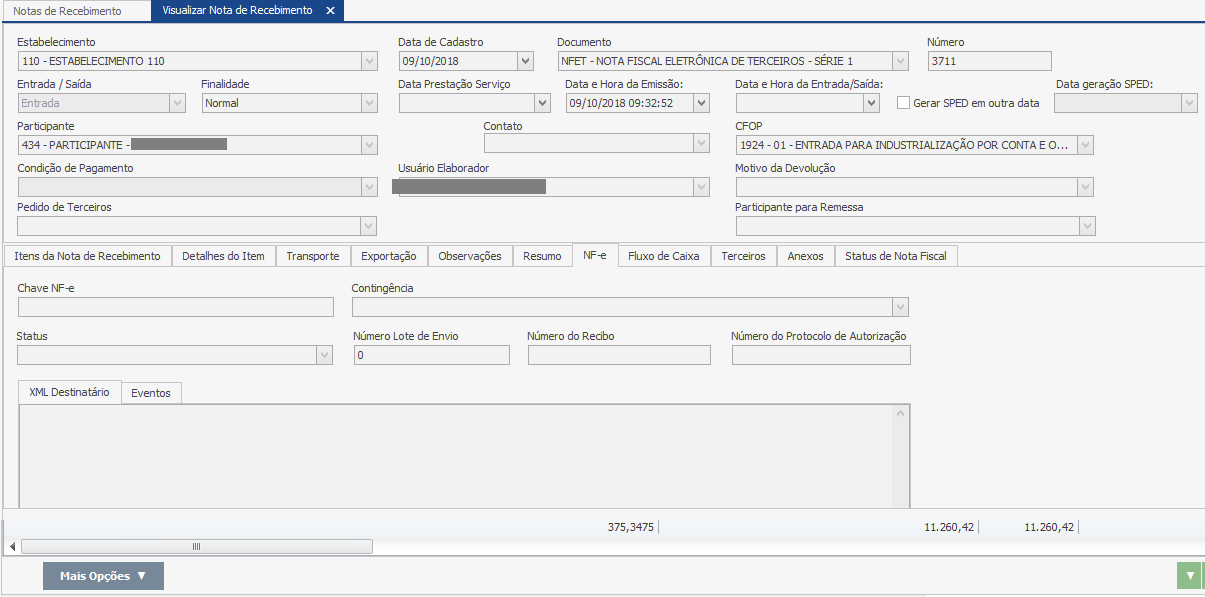 Notas de Recebimento
Visualizar Nota de Recebimento ✕
Estabelecimento
Data de Cadastro
Documento
Número
110 - ESTABELECIMENTO 110
09/10/2018
NFET - NOTA FISCAL ELETRÔNICA DE TERCEIROS - SÉRIE 1
3711
Entrada / Saída
Finalidade
Data Prestação Serviço
Data e Hora da Emissão:
Data e Hora da Entrada/Saída:
Data geração SPED:
Entrada
Normal
09/10/2018 09:32:52
Gerar SPED em outra data
Participante
Contato
CFOP
434 - PARTICIPANTE -
1924 - 01 - ENTRADA PARA INDUSTRIALIZAÇÃO POR CONTA E O...
Condição de Pagamento
Usuário Elaborador
Motivo da Devolução
Pedido de Terceiros
Participante para Remessa
Itens da Nota de Recebimento
Detalhes do Item
Transporte
Exportação
Observações
Resumo
NF-e
Fluxo de Caixa
Terceiros
Anexos
Status de Nota Fiscal
Chave NF-e
Contingência
Status
Número Lote de Envio
Número do Recibo
Número do Protocolo de Autorização
0
XML Destinatário
Eventos
375,3475
11.260,42
11.260,42
Mais Opções ▼